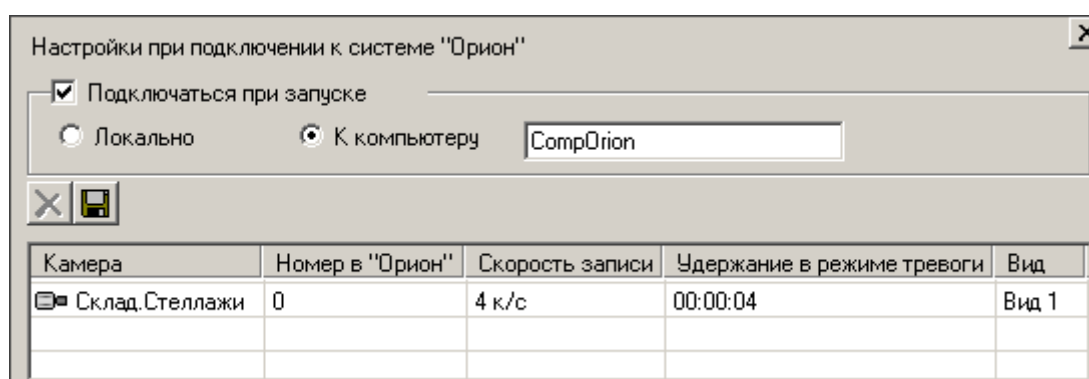 Настройки при подключении к системе "Орион"
Подключаться при запуске
Локально К компьютеру CompOrion
Камера Номер в "Орион" Скорость записи Удержание в режиме тревоги Вид
Склад.Стеллажи 0 4 к/с 00:00:04 Вид 1